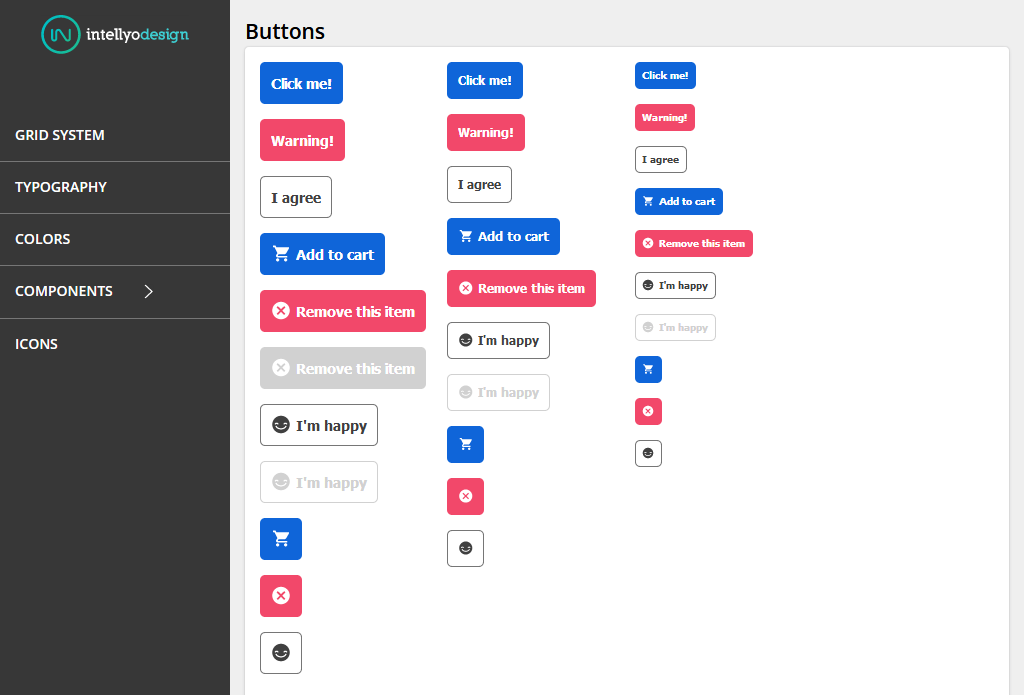 intellyodesign
GRID SYSTEM
TYPOGRAPHY
COLORS
COMPONENTS
ICONS
Buttons
Click me!
Warning!
I agree
Add to cart
Remove this item
Remove this item
I'm happy
I'm happy
Click me!
Warning!
I agree
Add to cart
Remove this item
I'm happy
I'm happy
Click me!
Warning!
I agree
Add to cart
Remove this item
I'm happy
I'm happy